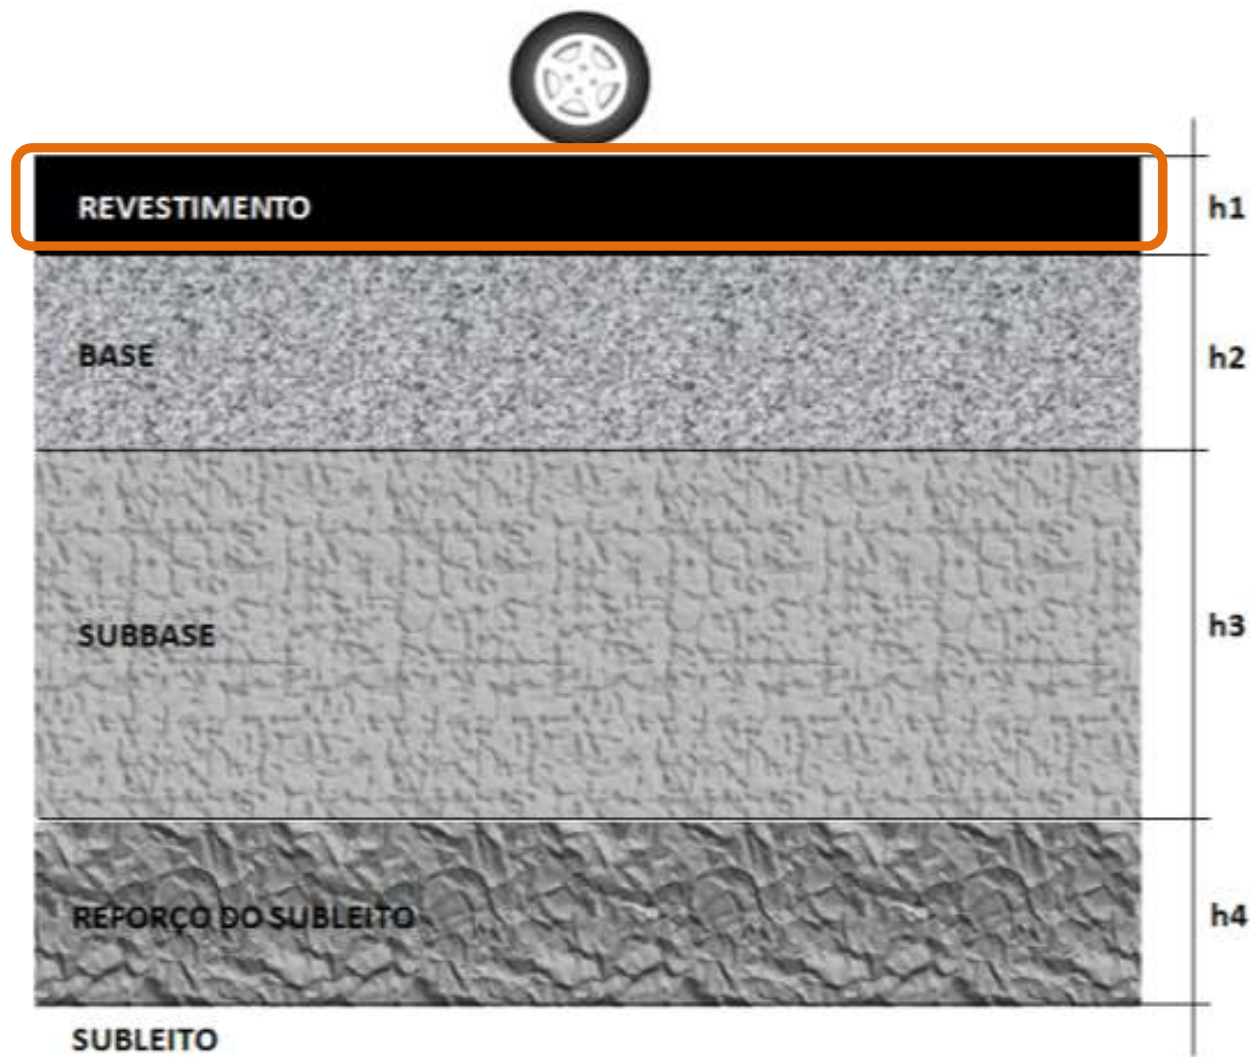 REVESTIMENTO
h1
BASE
h2
SUBBASE
h3
REFORÇO DO SUBLEITO
h4
SUBLEITO